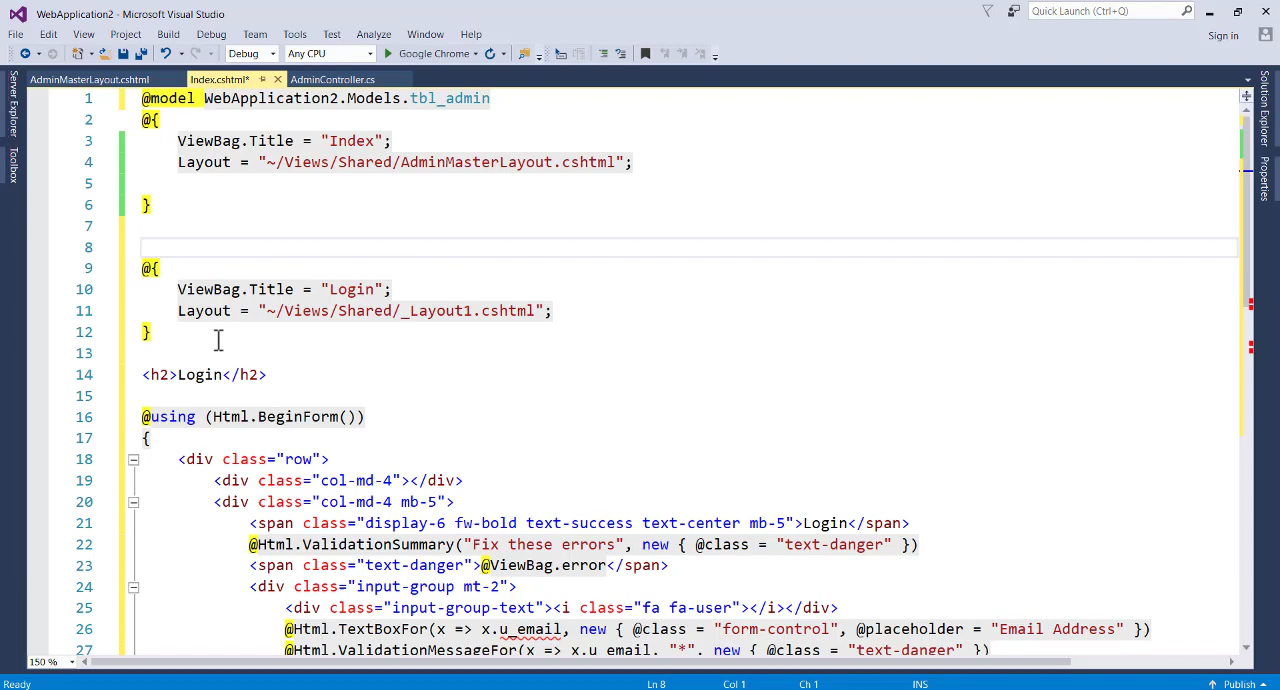 WebApplication2 - Microsoft Visual Studio
Quick Launch (Ctrl+Q)
File Edit View Project Build Debug Team Tools Test Analyze Window Help
Sign in
Debug Any CPU Google Chrome
AdminMasterLayout.cshtml Index.cshtml* AdminController.cs
Server Explorer
Toolbox
Solution Explorer
Properties
1 @model WebApplication2.Models.tbl_admin
2 @{
3 ViewBag.Title = "Index";
4 Layout = "~/Views/Shared/AdminMasterLayout.cshtml";
5
6 }
7
8
9 @{
10 ViewBag.Title = "Login";
11 Layout = "~/Views/Shared/_Layout1.cshtml";
12 }
13
14 <h2>Login</h2>
15
16 @using (Html.BeginForm())
17 {
18 <div class="row">
19 <div class="col-md-4"></div>
20 <div class="col-md-4 mb-5">
21 <span class="display-6 fw-bold text-success text-center mb-5">Login</span>
22 @Html.ValidationSummary("Fix these errors", new { @class = "text-danger" })
23 <span class="text-danger">@ViewBag.error</span>
24 <div class="input-group mt-2">
25 <div class="input-group-text"><i class="fa fa-user"></i></div>
26 @Html.TextBoxFor(x => x.u_email, new { @class = "form-control", @placeholder = "Email Address" })
27 @Html.ValidationMessageFor(x => x.u_email, "*", new { @class = "text-danger" })
150 %
Ready Ln 8 Col 1 Ch 1 INS Publish